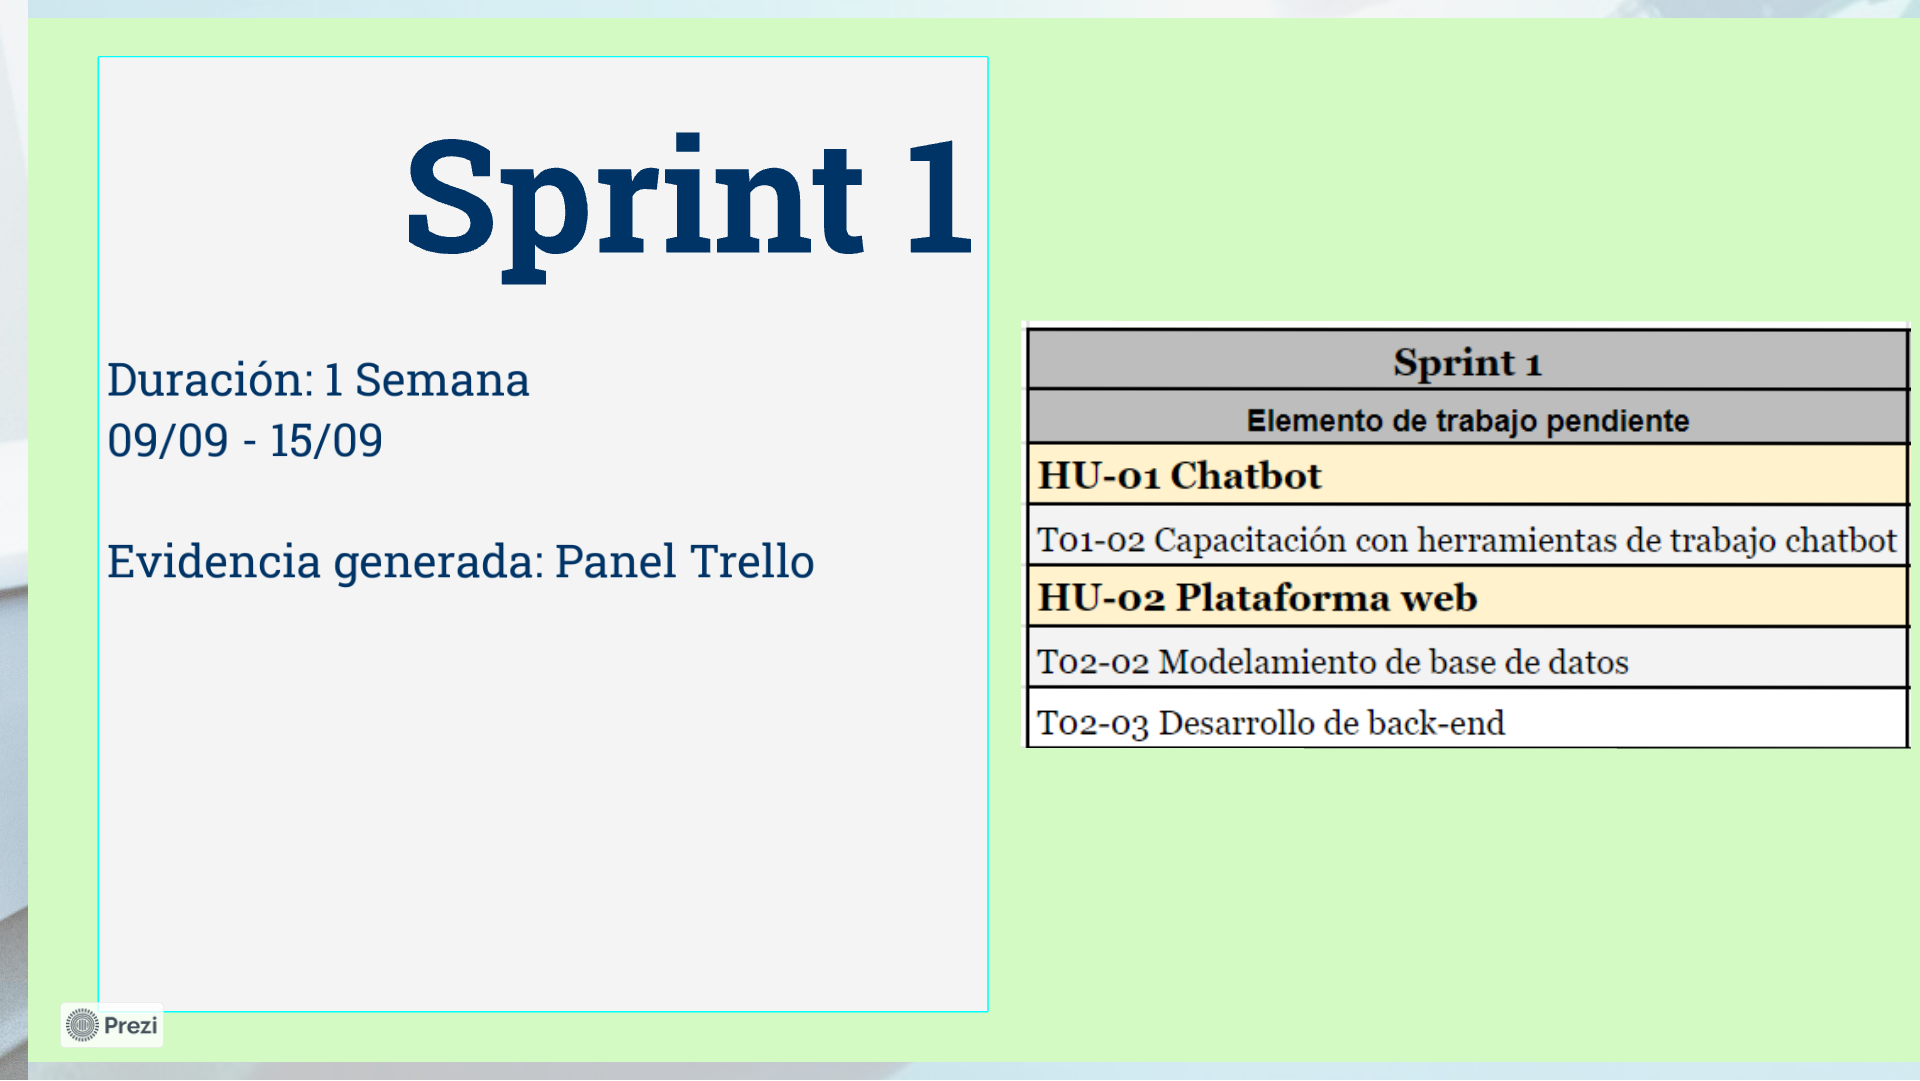 Sprint 1
Duración: 1 Semana
09/09 - 15/09
Evidencia generada: Panel Trello
Sprint 1
Elemento de trabajo pendiente
HU-01 Chatbot
T01-02 Capacitación con herramientas de trabajo chatbot
HU-02 Plataforma web
T02-02 Modelamiento de base de datos
T02-03 Desarrollo de back-end
Prezi